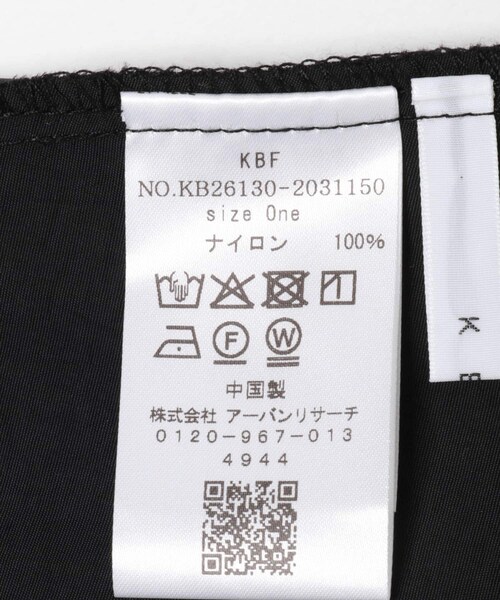 KBF
NO.KB26130-2031150
size One
ナイロン 100%
F W
中国製
株式会社 アーバンリサーチ
0120-967-013
4944
K